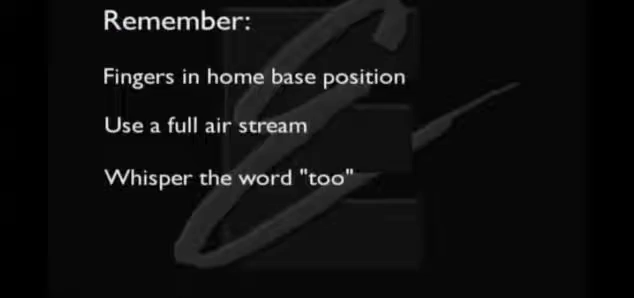 Remember:
Fingers in home base position
Use a full air stream
Whisper the word "too"